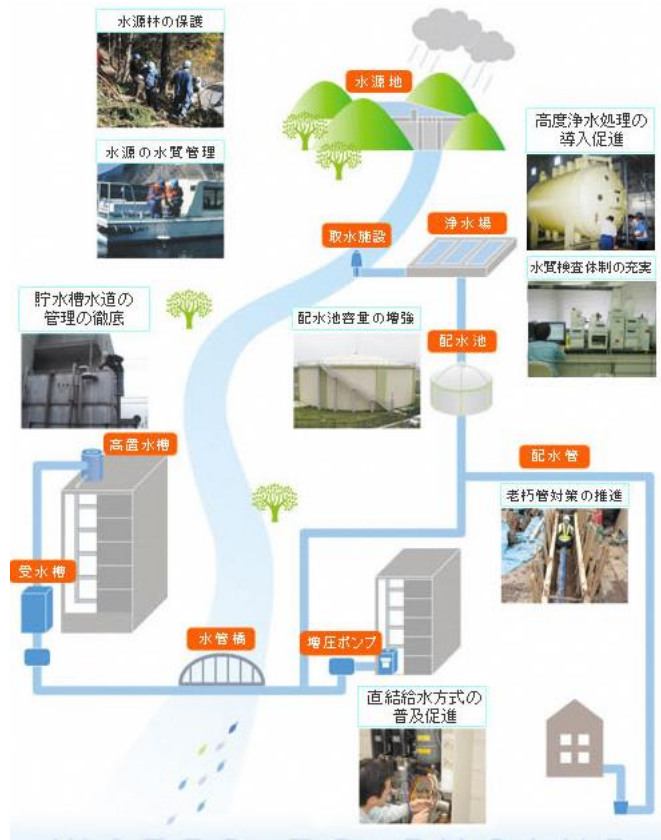 水源林の保護
水源の水質管理
水源地
高度浄水処理の
導入促進
浄水場
取水施設
水質検査体制の充実
貯水槽水道の
管理の徹底
配水池容量の増強
配水池
高置水槽
配水管
老朽管対策の推進
受水槽
水管橋
増圧ポンプ
直結給水方式の
普及促進